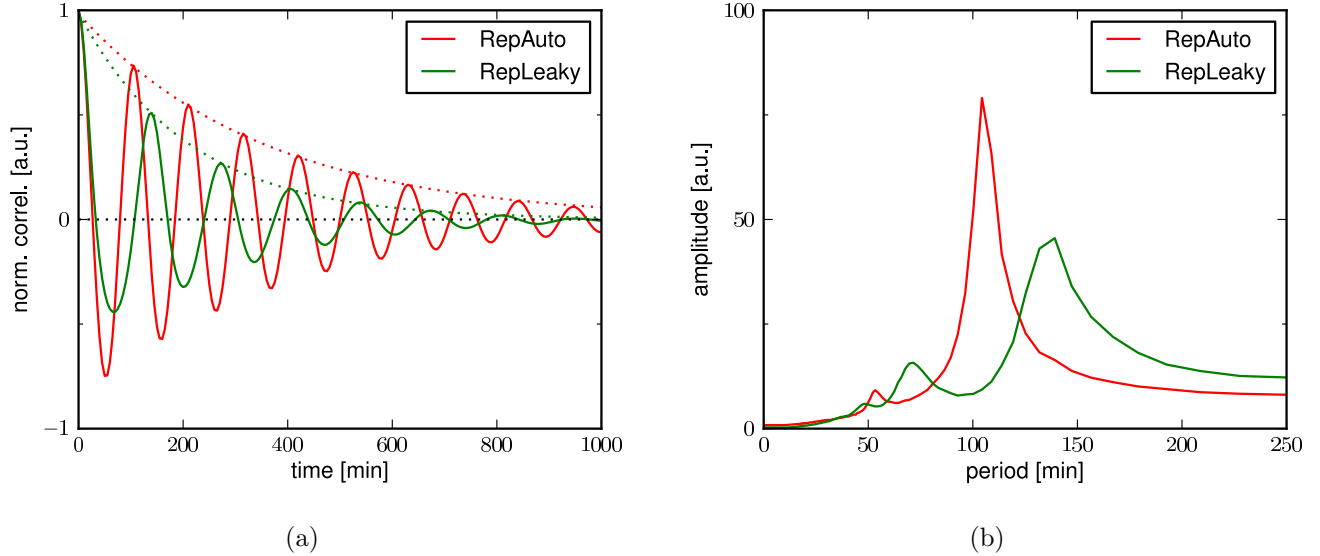 1
0
−1
norm. correl. [a.u.]
RepAuto
RepLeaky
0 200 400 600 800 1000
time [min]
(a)
100
50
0
amplitude [a.u.]
RepAuto
RepLeaky
0 50 100 150 200 250
period [min]
(b)